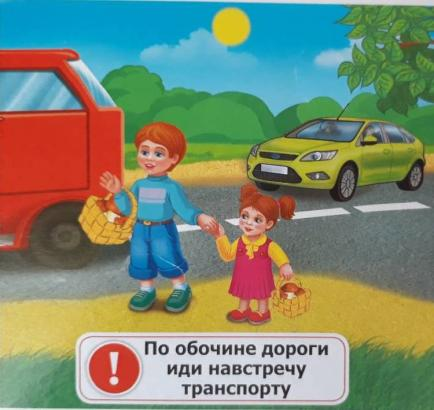 !
По обочине дороги
иди навстречу
транспорту